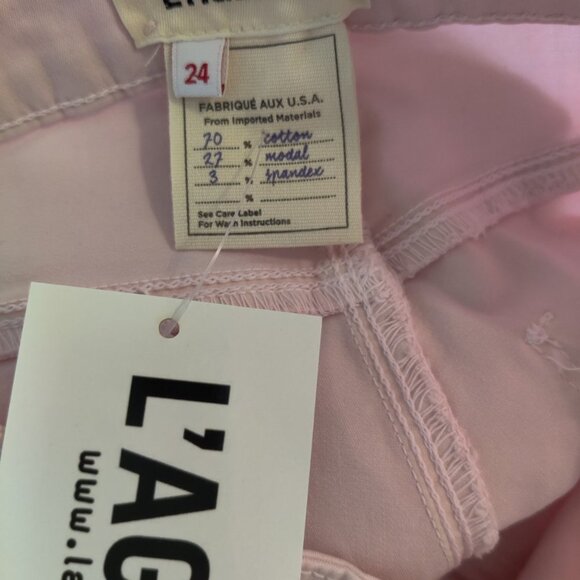 24
FABRIQUÉ AUX U.S.A.
From Imported Materials
70 % cotton
27 % modal
3 % spandex
%
See Care Label
For Wash Instructions
L'AG
www.la